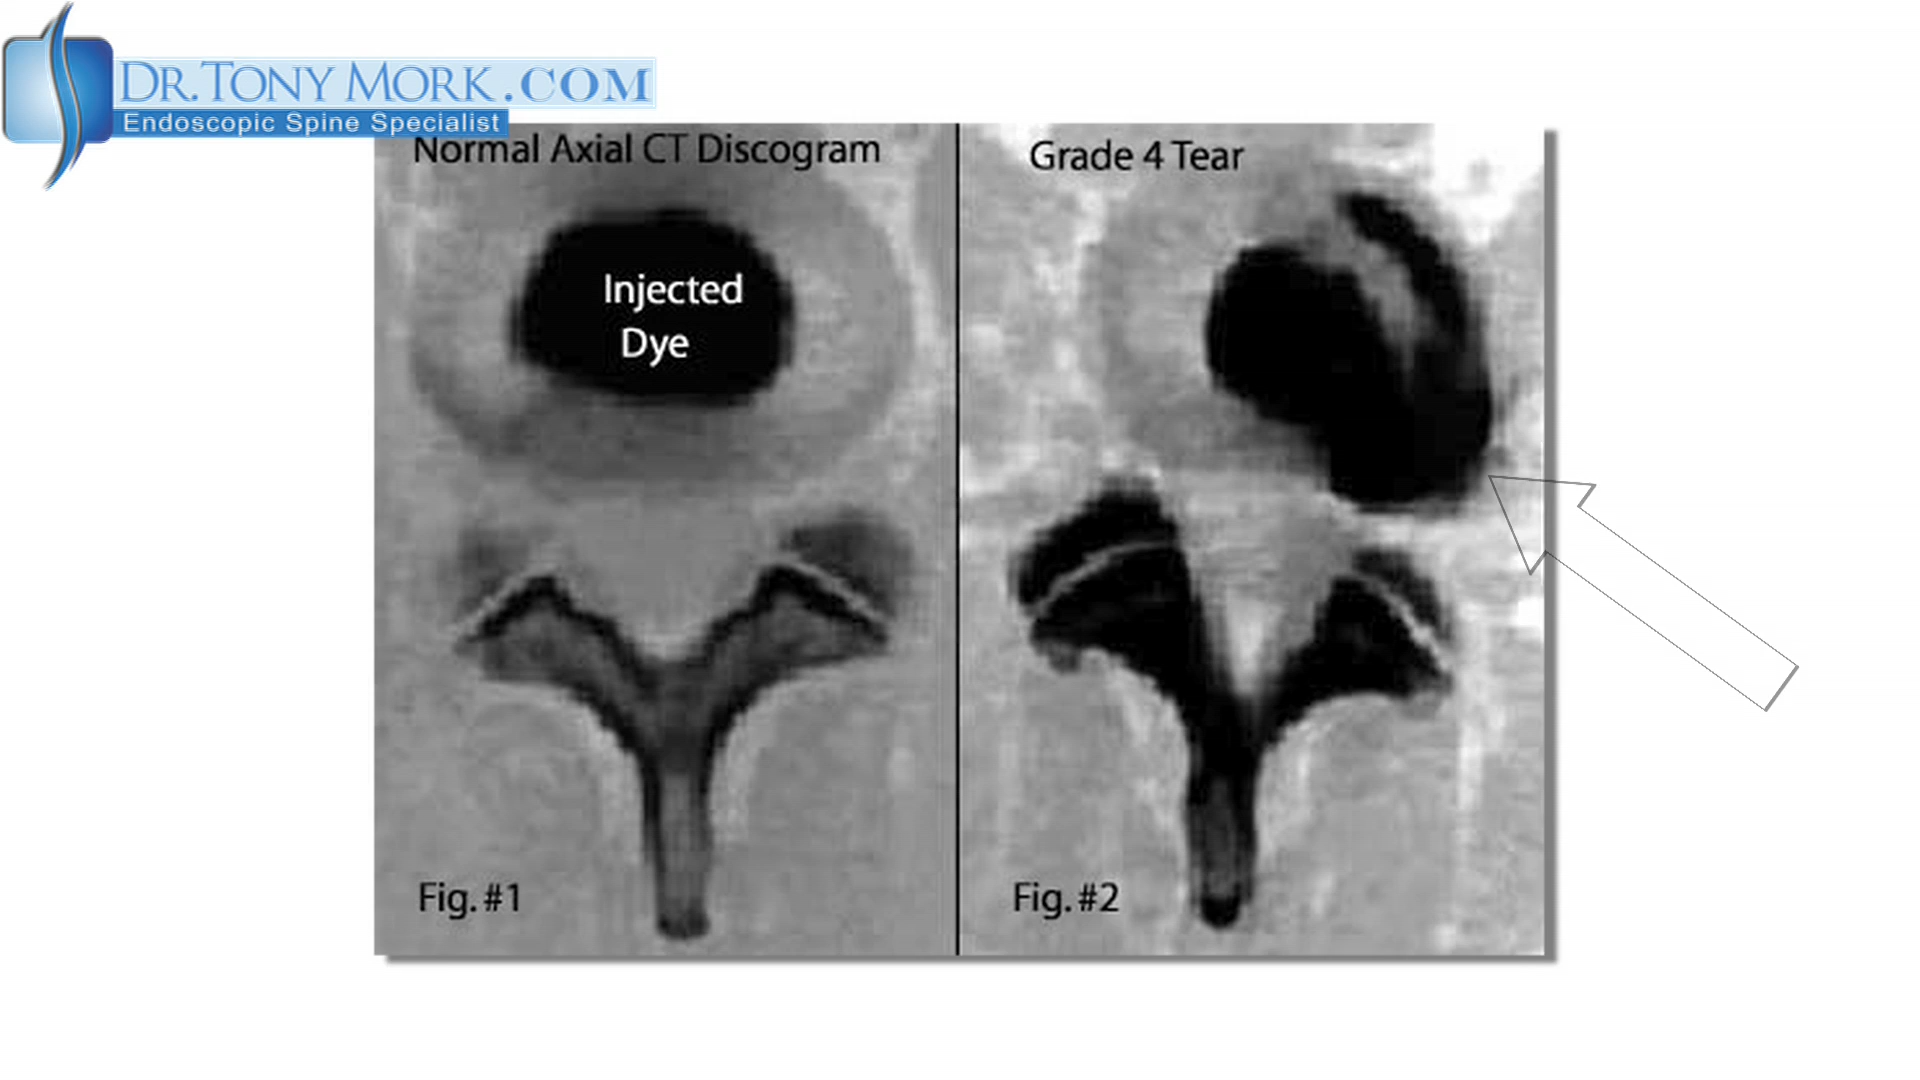 DR. TONY MORK.COM
Endoscopic Spine Specialist
Normal Axial CT Discogram
Grade 4 Tear
Injected
Dye
Fig. #1
Fig. #2